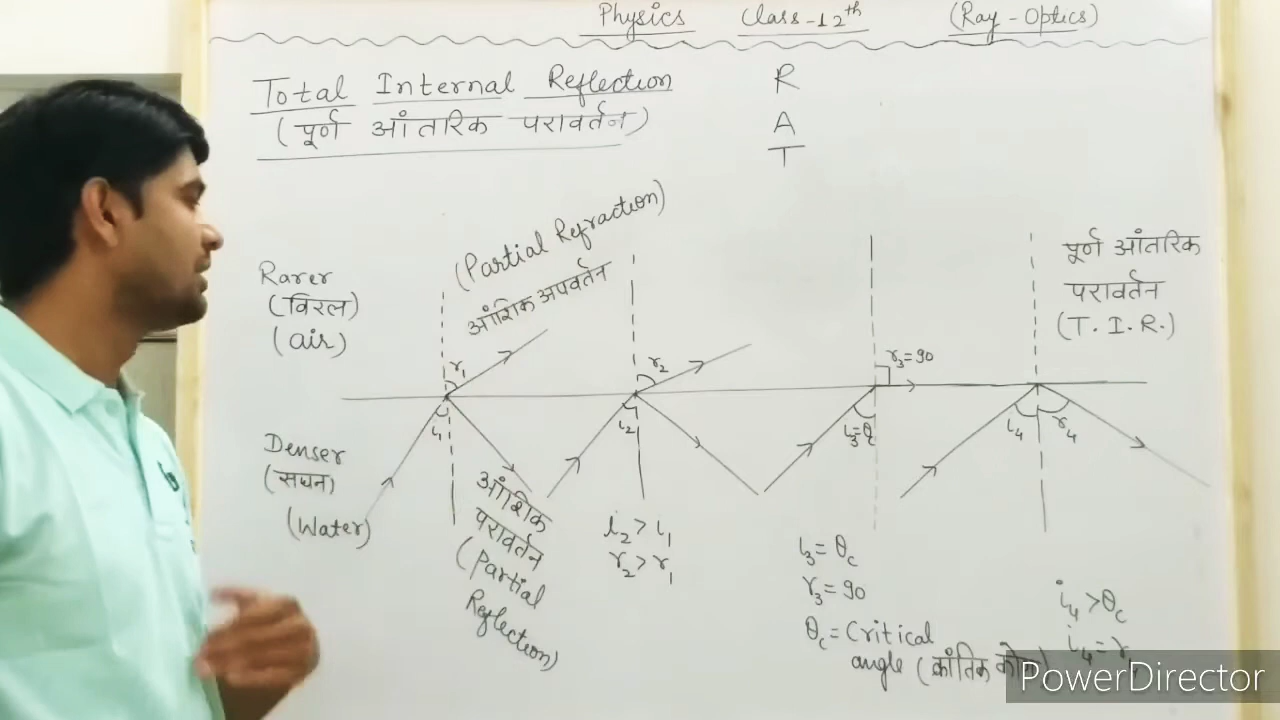 Physics Class-12th (Ray-Optics)
Total Internal Reflection
(पूर्ण आंतरिक परावर्तन)
R
A
T
Rarer
(विरल)
(air)
(Partial Refraction)
आंशिक अपवर्तन
r₁
r₂
r₃=90
पूर्ण आंतरिक
परावर्तन
(T.I.R.)
Denser
(सघन)
(Water)
i₁
i₂
i₃=θc
i₄
r₄
आंशिक
परावर्तन
(Partial
Reflection)
i₂ > i₁
r₂ > r₁
i₃ = θc
r₃ = 90
θc = Critical
angle (क्रांतिक कोण)
i₄ > θc
i₄ = r₄
PowerDirector